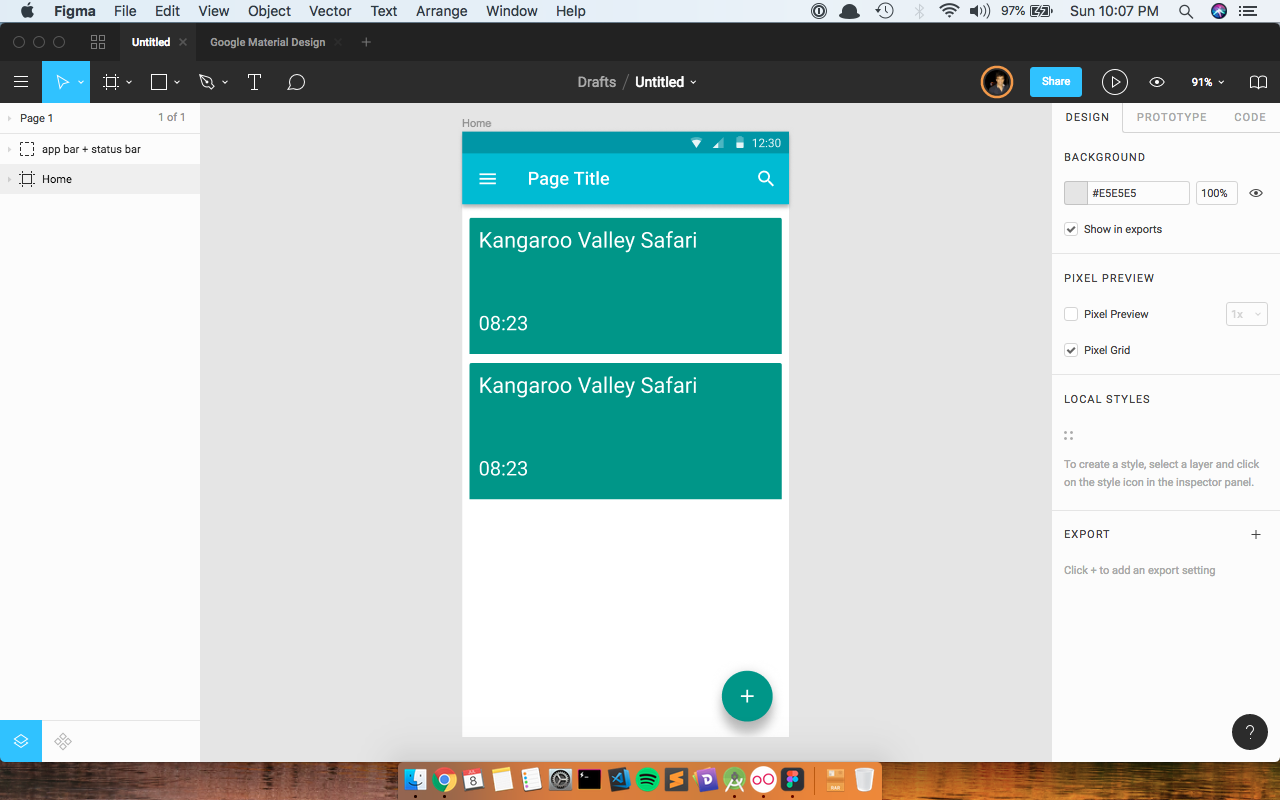 Figma File Edit View Object Vector Text Arrange Window Help 97% Sun 10:07 PM
Untitled Google Material Design
Drafts / Untitled Share 91%
Page 1 1 of 1
app bar + status bar
Home
Home
12:30
Page Title
Kangaroo Valley Safari
08:23
Kangaroo Valley Safari
08:23
DESIGN PROTOTYPE CODE
BACKGROUND
#E5E5E5 100%
Show in exports
PIXEL PREVIEW
Pixel Preview 1x
Pixel Grid
LOCAL STYLES
To create a style, select a layer and click
on the style icon in the inspector panel.
EXPORT
Click + to add an export setting
?
8